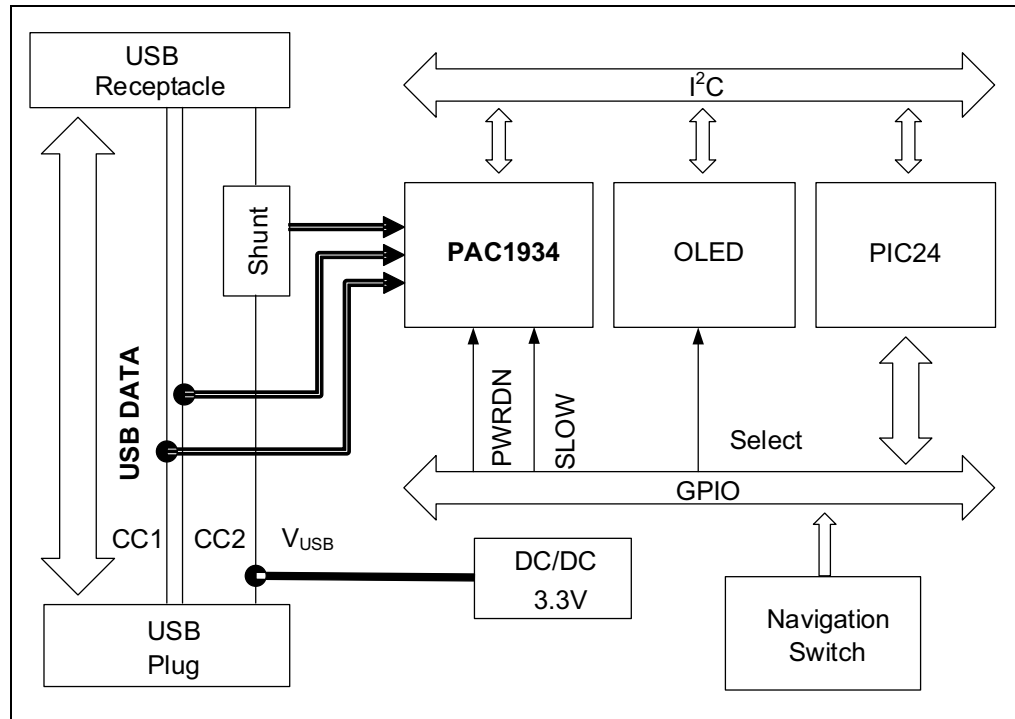 USB
Receptacle
I²C
Shunt
PAC1934
OLED
PIC24
USB DATA
PWRDN
SLOW
Select
GPIO
CC1
CC2
VUSB
DC/DC
3.3V
USB
Plug
Navigation
Switch